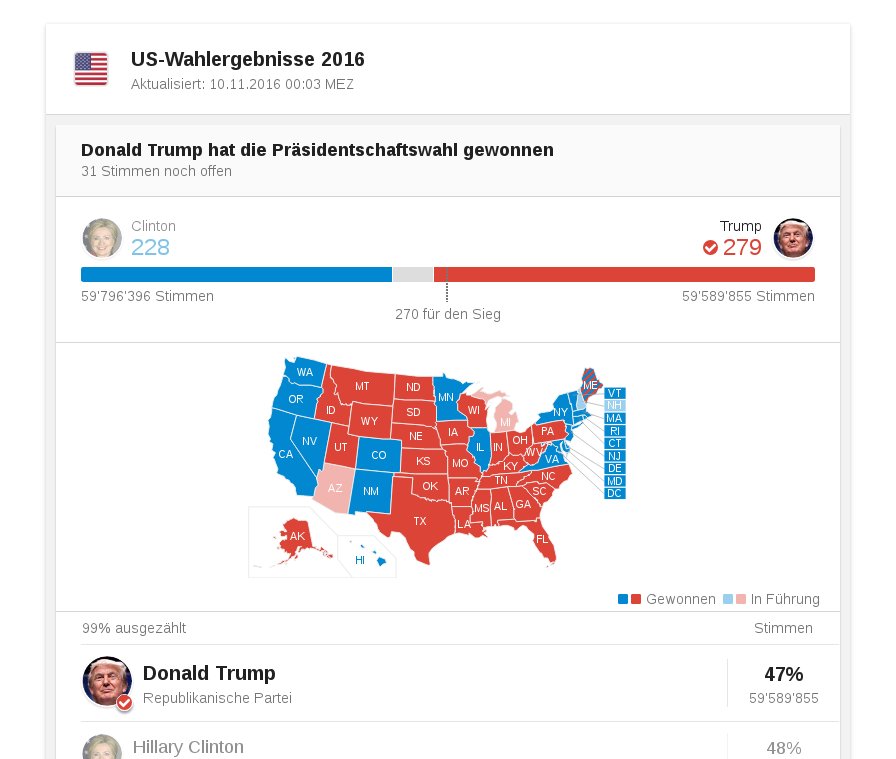 US-Wahlergebnisse 2016
Aktualisiert: 10.11.2016 00:03 MEZ
Donald Trump hat die Präsidentschaftswahl gewonnen
31 Stimmen noch offen
Clinton
228
Trump
279
59'796'396 Stimmen
59'589'855 Stimmen
270 für den Sieg
WA
MT
ND
MN
ME
VT
OR
ID
SD
WI
MI
NY
NH
WY
MA
NE
IA
PA
RI
NV
UT
CO
IL
IN
OH
CT
CA
KS
MO
WV
VA
NJ
KY
DE
AZ
NM
OK
AR
TN
NC
MD
SC
DC
TX
LA
MS
AL
GA
AK
HI
FL
Gewonnen
In Führung
99% ausgezählt
Stimmen
Donald Trump
47%
Republikanische Partei
59'589'855
Hillary Clinton
48%